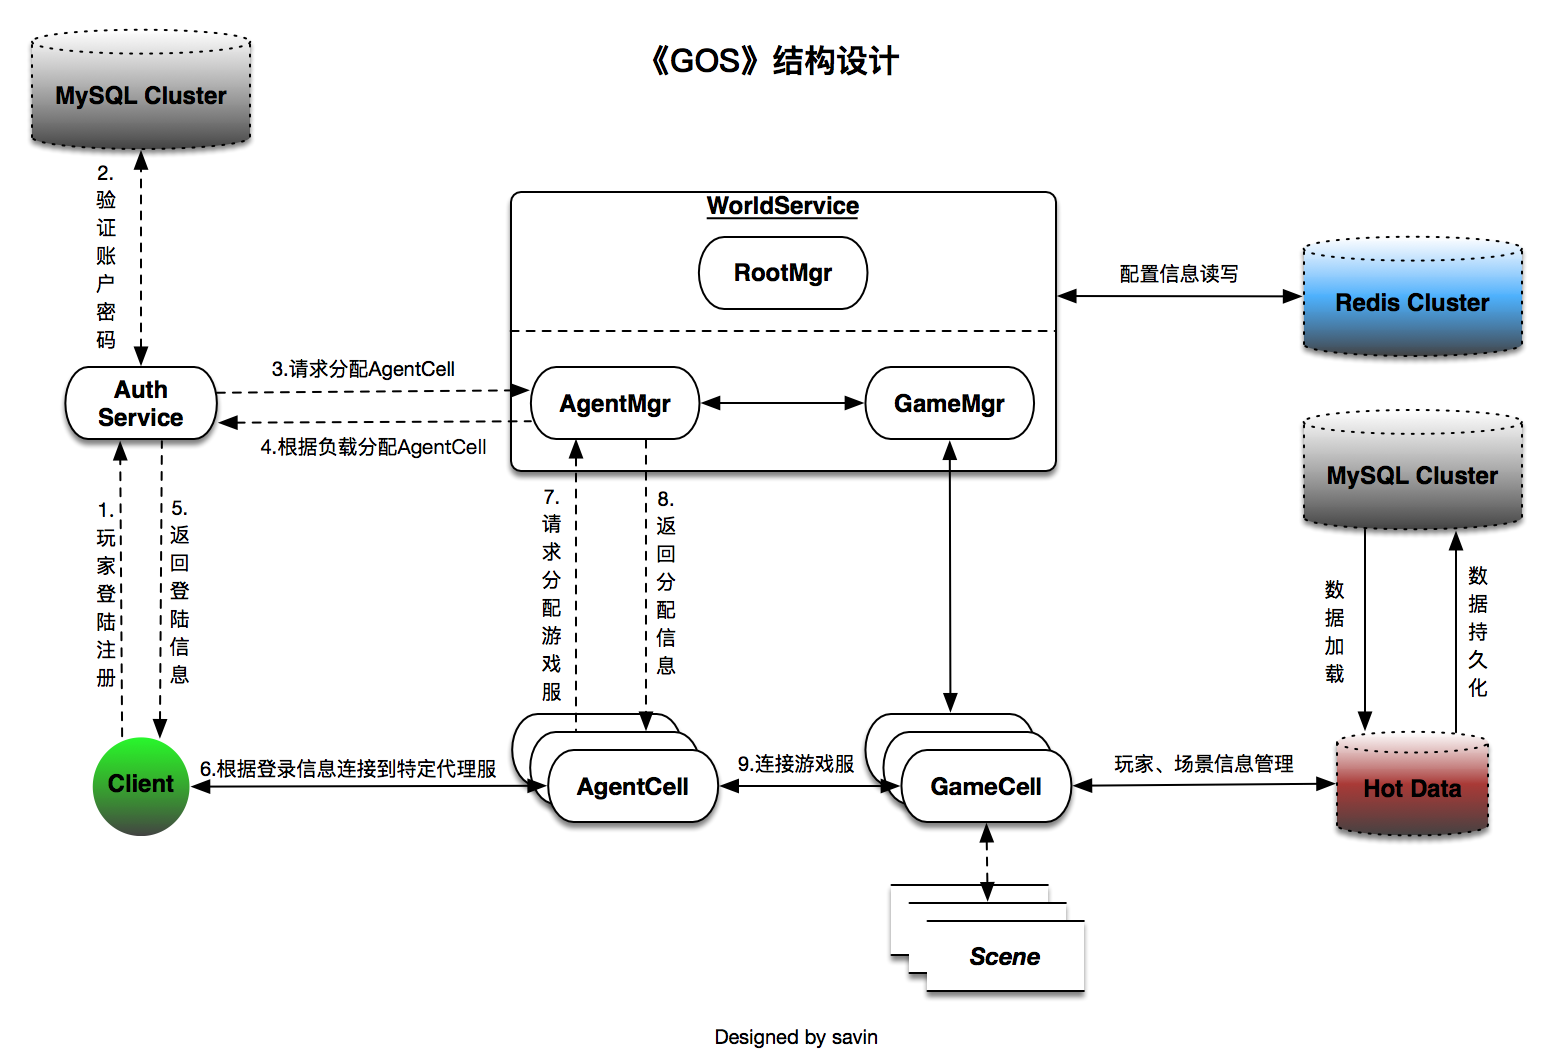 《GOS》结构设计
MySQL Cluster
2.
验
证
账
户
密
码
WorldService
RootMgr
配置信息读写
Redis Cluster
Auth
Service
3.请求分配AgentCell
4.根据负载分配AgentCell
AgentMgr
GameMgr
MySQL Cluster
1.
玩
家
登
陆
注
册
5.
返
回
登
陆
信
息
7.
请
求
分
配
游
戏
服
8.
返
回
分
配
信
息
数
据
加
载
数
据
持
久
化
Client
6.根据登录信息连接到特定代理服
AgentCell
9.连接游戏服
GameCell
玩家、场景信息管理
Hot Data
Scene
Designed by savin